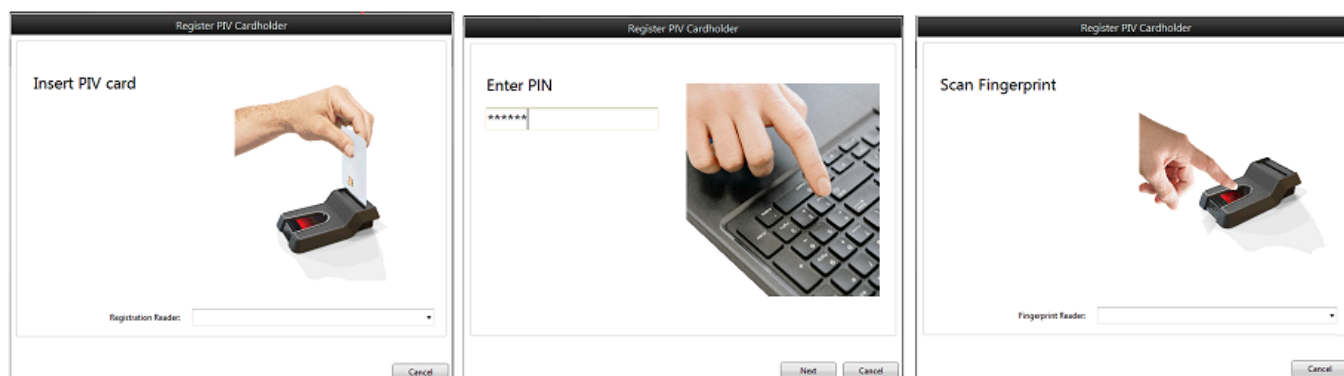 Register PIV Cardholder
Insert PIV card
Registration Reader:
Cancel
Register PIV Cardholder
Enter PIN
******
Next
Cancel
Register PIV Cardholder
Scan Fingerprint
Fingerprint Reader:
Cancel